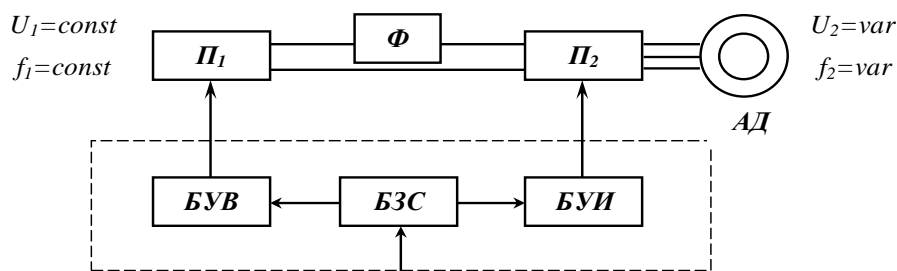 U₁=const
Ф
U₂=var
П₁
П₂
f₁=const
f₂=var
АД
БУВ
БЗС
БУИ